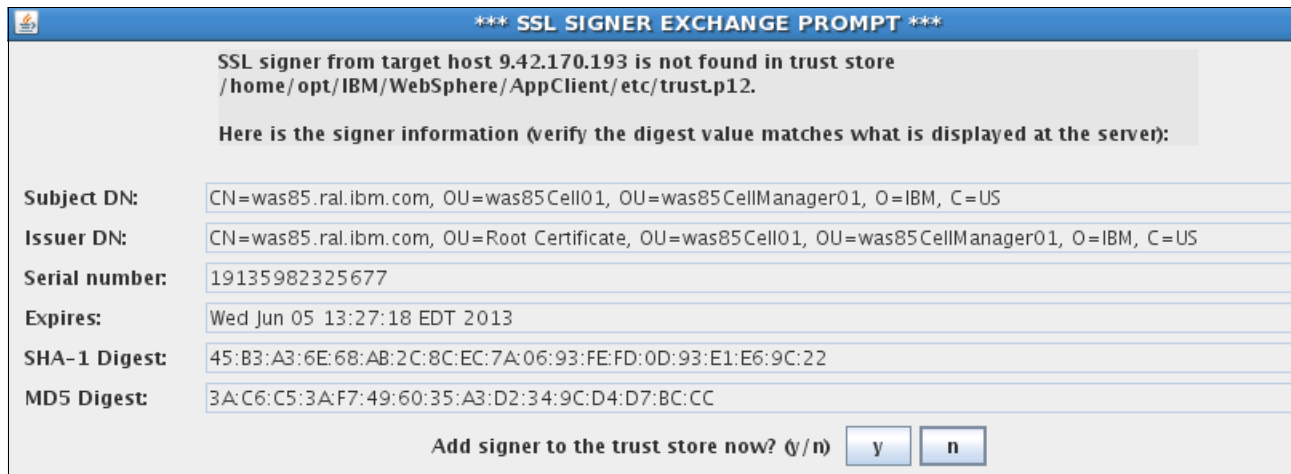 *** SSL SIGNER EXCHANGE PROMPT ***
SSL signer from target host 9.42.170.193 is not found in trust store
/home/opt/IBM/WebSphere/AppClient/etc/trust.p12.
Here is the signer information (verify the digest value matches what is displayed at the server):
Subject DN: CN=was85.ral.ibm.com, OU=was85Cell01, OU=was85CellManager01, O=IBM, C=US
Issuer DN: CN=was85.ral.ibm.com, OU=Root Certificate, OU=was85Cell01, OU=was85CellManager01, O=IBM, C=US
Serial number: 19135982325677
Expires: Wed Jun 05 13:27:18 EDT 2013
SHA-1 Digest: 45:B3:A3:6E:68:AB:2C:8C:EC:7A:06:93:FE:FD:0D:93:E1:E6:9C:22
MD5 Digest: 3A:C6:C5:3A:F7:49:60:35:A3:D2:34:9C:D4:D7:BC:CC
Add signer to the trust store now? (y/n) y n